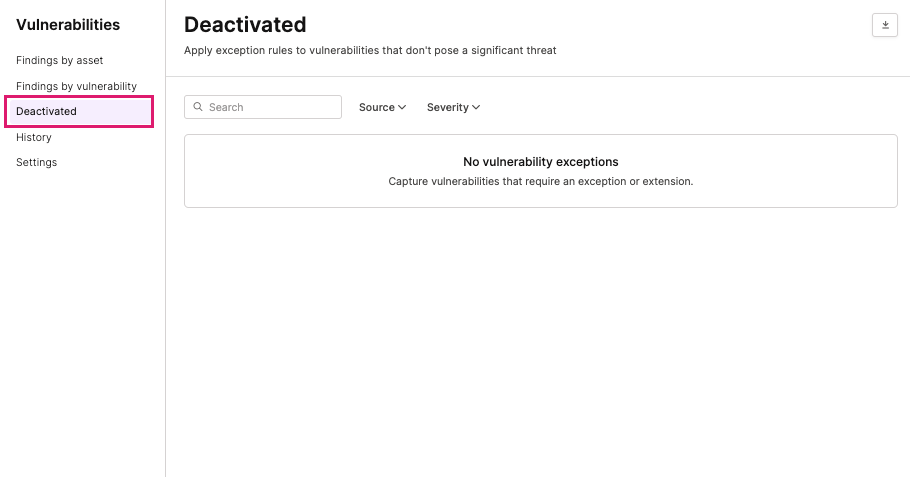 Vulnerabilities
Findings by asset
Findings by vulnerability
Deactivated
History
Settings
Deactivated
Apply exception rules to vulnerabilities that don't pose a significant threat
Search
Source
Severity
No vulnerability exceptions
Capture vulnerabilities that require an exception or extension.